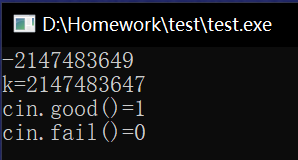 D:\Homework\test\test.exe
-2147483649
k=2147483647
cin.good()=1
cin.fail()=0